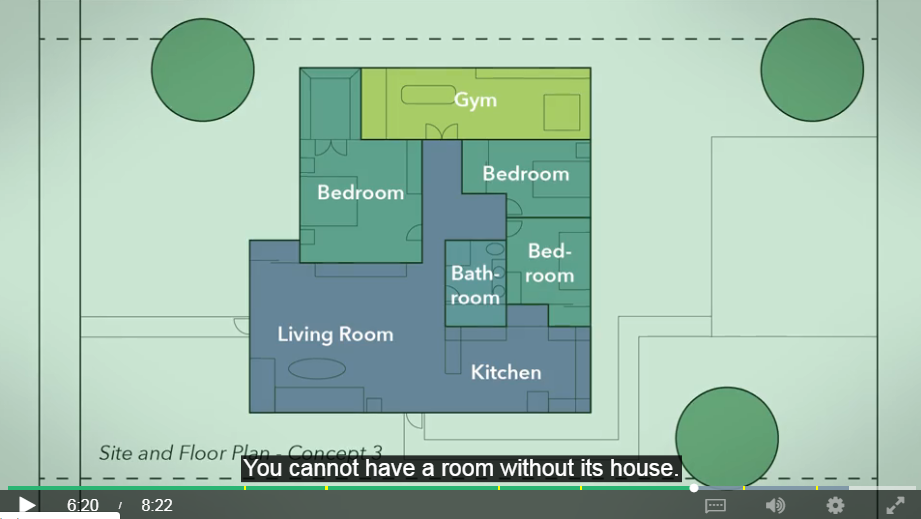 Gym
Bedroom
Bedroom
Bed-
room
Bath-
room
Living Room
Kitchen
Site and Floor Plan - Concept 3
You cannot have a room without its house.
6:20 / 8:22